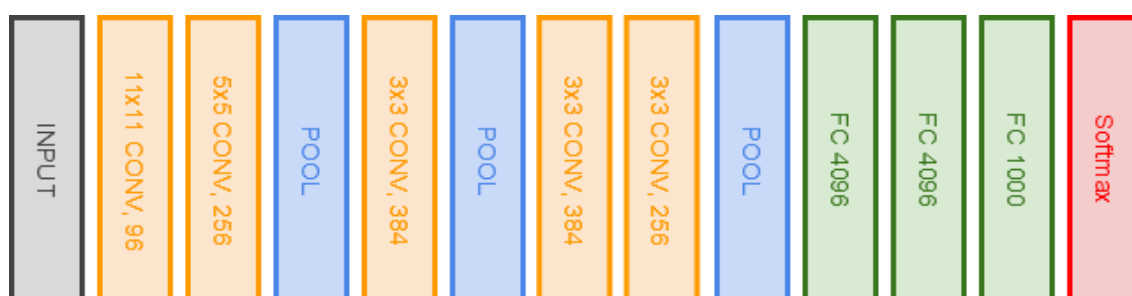 INPUT
11x11 CONV, 96
5x5 CONV, 256
POOL
3x3 CONV, 384
POOL
3x3 CONV, 384
3x3 CONV, 256
POOL
FC 4096
FC 4096
FC 1000
Softmax